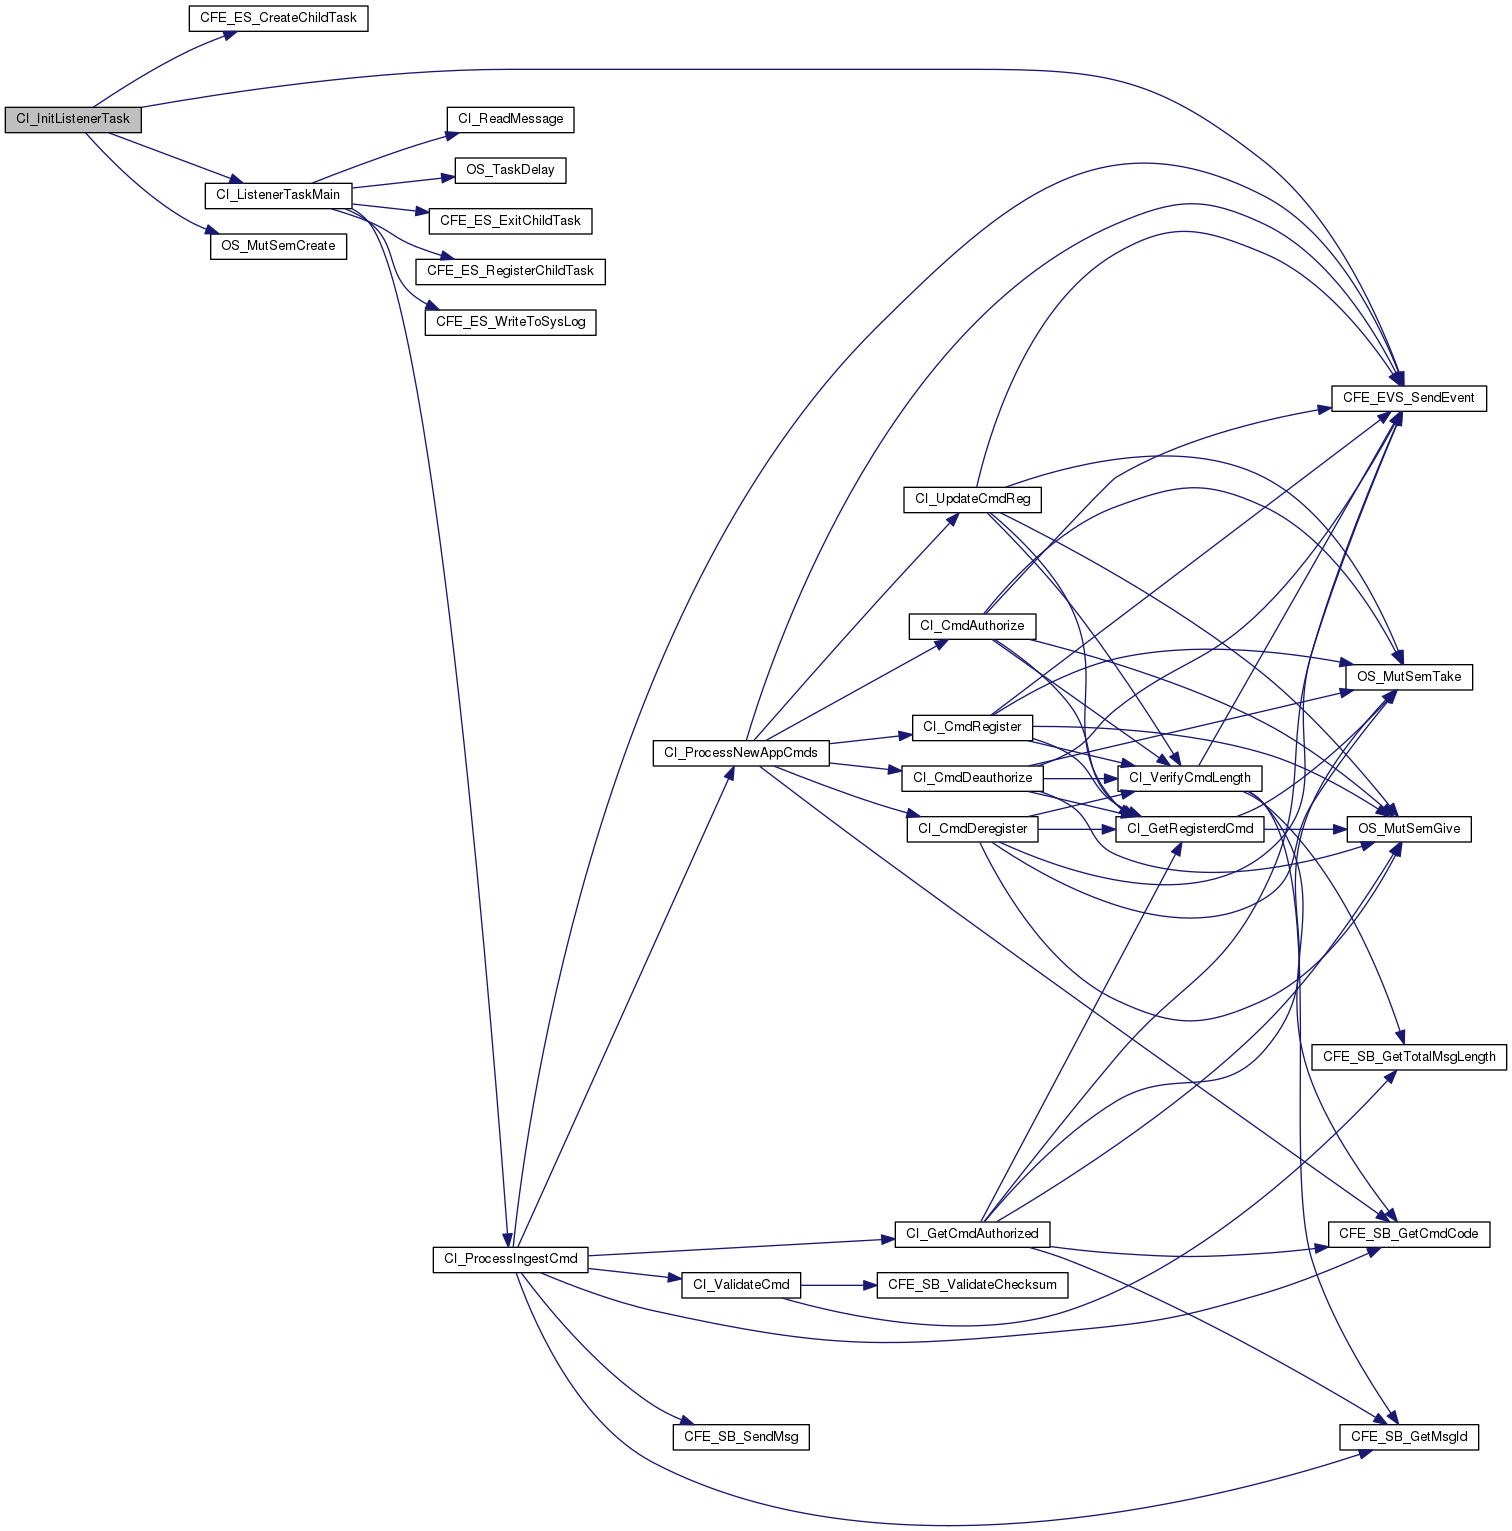 CFE_ES_CreateChildTask
CI_InitListenerTask
CI_ReadMessage
OS_TaskDelay
CI_ListenerTaskMain
CFE_ES_ExitChildTask
OS_MutSemCreate
CFE_ES_RegisterChildTask
CFE_ES_WriteToSysLog
CFE_EVS_SendEvent
CI_UpdateCmdReg
CI_CmdAuthorize
OS_MutSemTake
CI_CmdRegister
CI_ProcessNewAppCmds
CI_CmdDeauthorize
CI_VerifyCmdLength
CI_CmdDeregister
CI_GetRegisterdCmd
OS_MutSemGive
CFE_SB_GetTotalMsgLength
CI_GetCmdAuthorized
CFE_SB_GetCmdCode
CI_ProcessIngestCmd
CI_ValidateCmd
CFE_SB_ValidateChecksum
CFE_SB_SendMsg
CFE_SB_GetMsgId